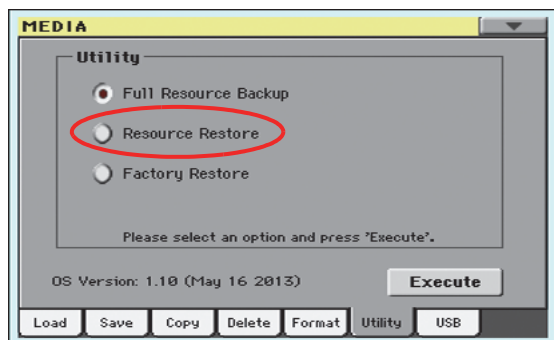 MEDIA
Utility
Full Resource Backup
Resource Restore
Factory Restore
Please select an option and press 'Execute'.
OS Version: 1.10 (May 16 2013)
Execute
Load Save Copy Delete Format Utility USB